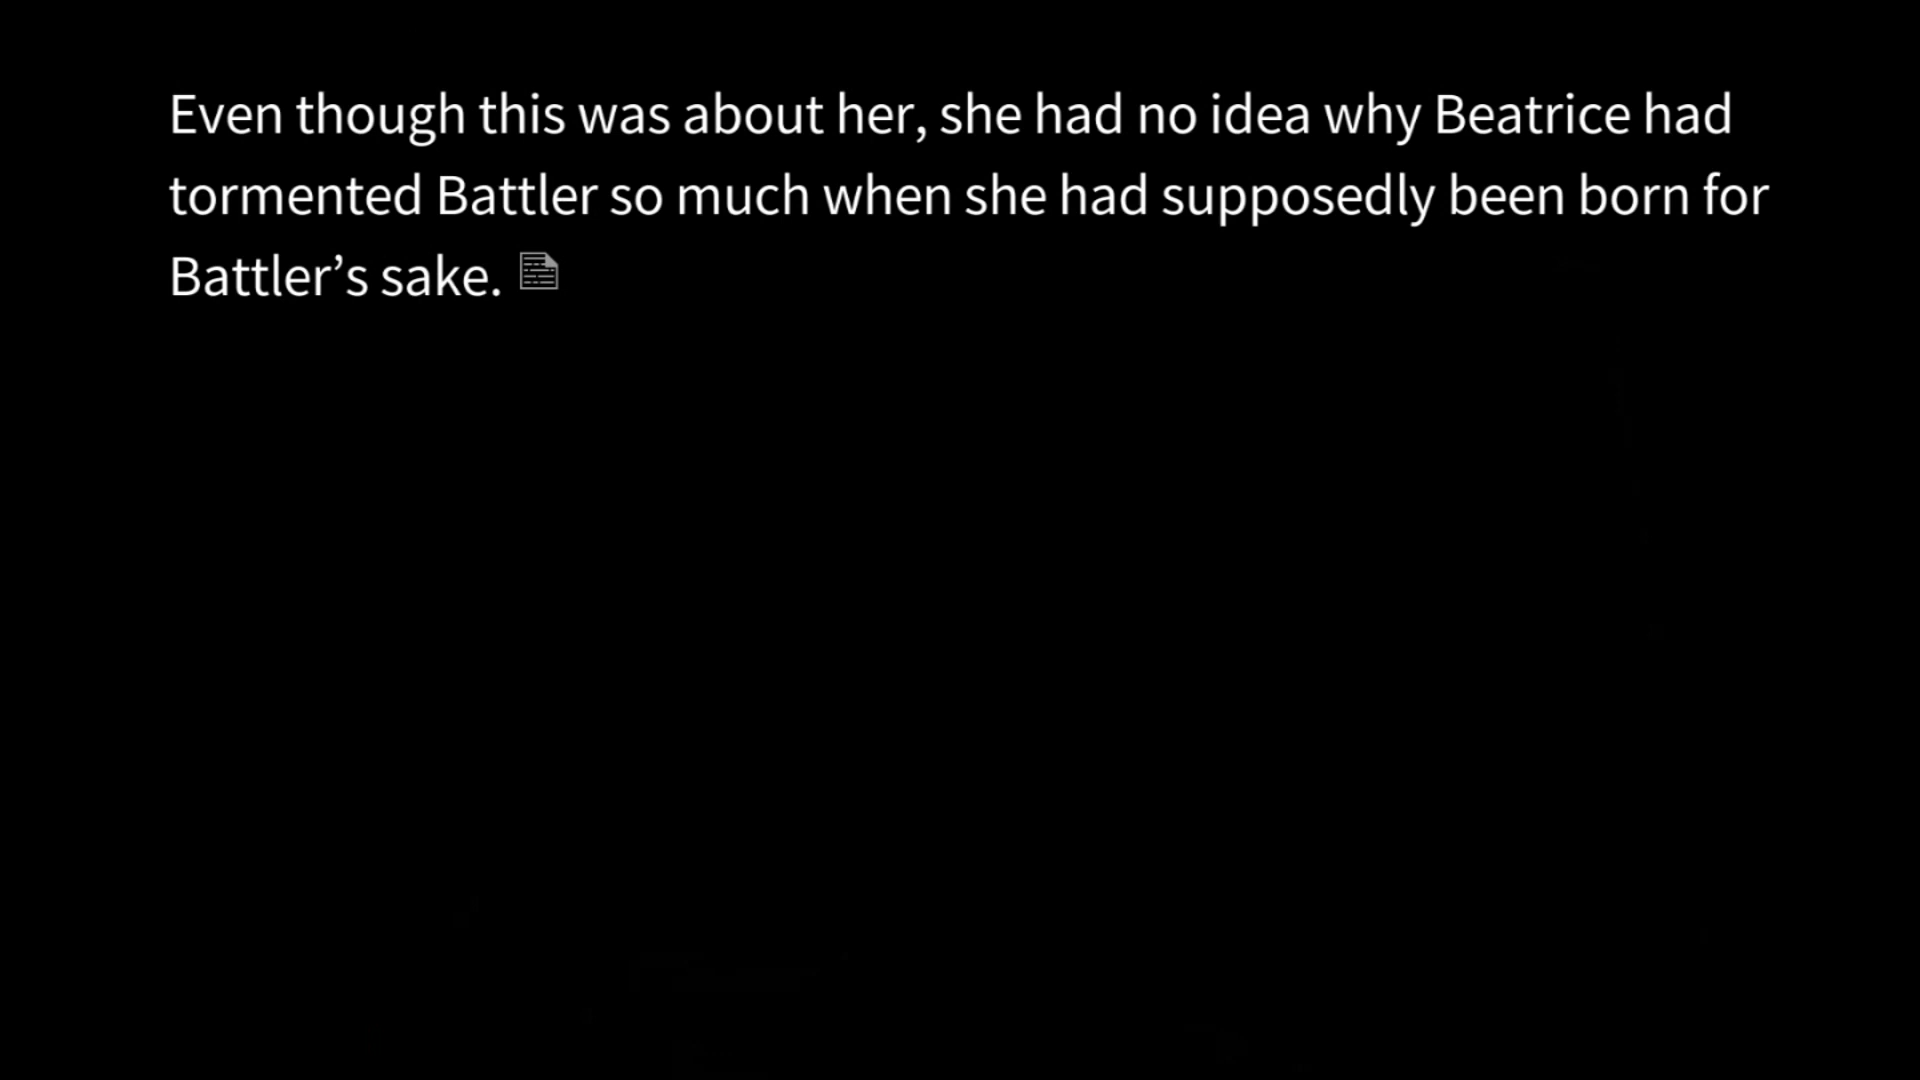 Even though this was about her, she had no idea why Beatrice had
tormented Battler so much when she had supposedly been born for
Battler’s sake.